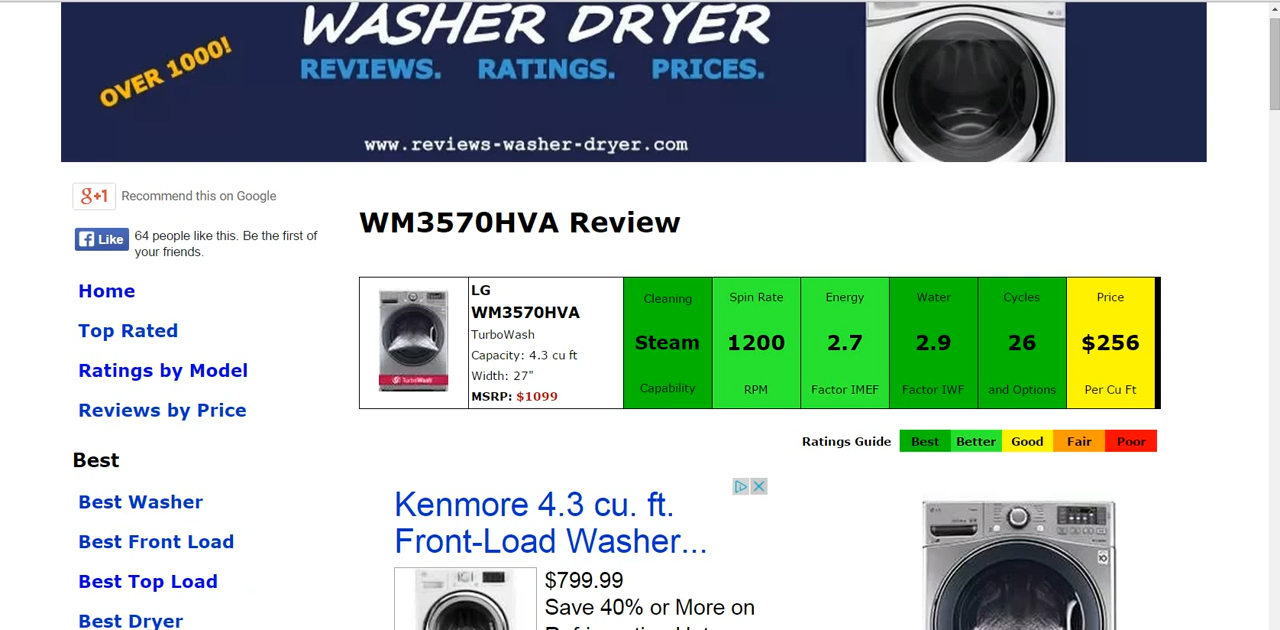 WASHER DRYER
OVER 1000!
REVIEWS. RATINGS. PRICES.
www.reviews-washer-dryer.com
g+1 Recommend this on Google
Like 64 people like this. Be the first of
your friends.
Home
Top Rated
Ratings by Model
Reviews by Price
Best
Best Washer
Best Front Load
Best Top Load
Best Dryer
WM3570HVA Review
TurboWash
LG
WM3570HVA
TurboWash
Capacity: 4.3 cu ft
Width: 27"
MSRP: $1099
Cleaning
Steam
Capability
Spin Rate
1200
RPM
Energy
2.7
Factor IMEF
Water
2.9
Factor IWF
Cycles
26
and Options
Price
$256
Per Cu Ft
Ratings Guide Best Better Good Fair Poor
Kenmore 4.3 cu. ft.
Front-Load Washer...
$799.99
Save 40% or More on